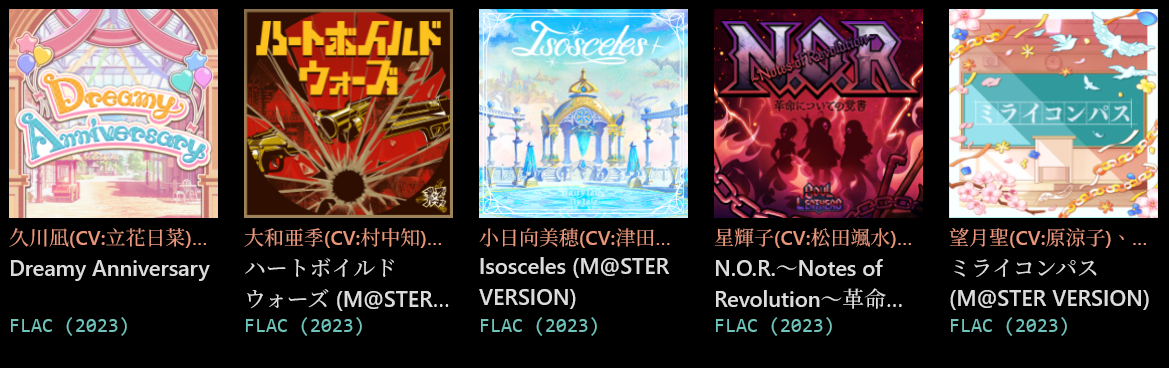 Dreamy
Anniversary
久川凪(CV:立花日菜)...
Dreamy Anniversary
FLAC (2023)
ハートボイルド
ウォーズ
大和亜季(CV:村中知)...
ハートボイルド
ウォーズ (M@STER...
FLAC (2023)
Isosceles
小日向美穂(CV:津田...
Isosceles (M@STER
VERSION)
FLAC (2023)
N.O.R
~Notes of Revolution~
革命についての覚書
星輝子(CV:松田颯水)...
N.O.R.～Notes of
Revolution～革命...
FLAC (2023)
ミライコンパス
望月聖(CV:原涼子)、...
ミライコンパス
(M@STER VERSION)
FLAC (2023)